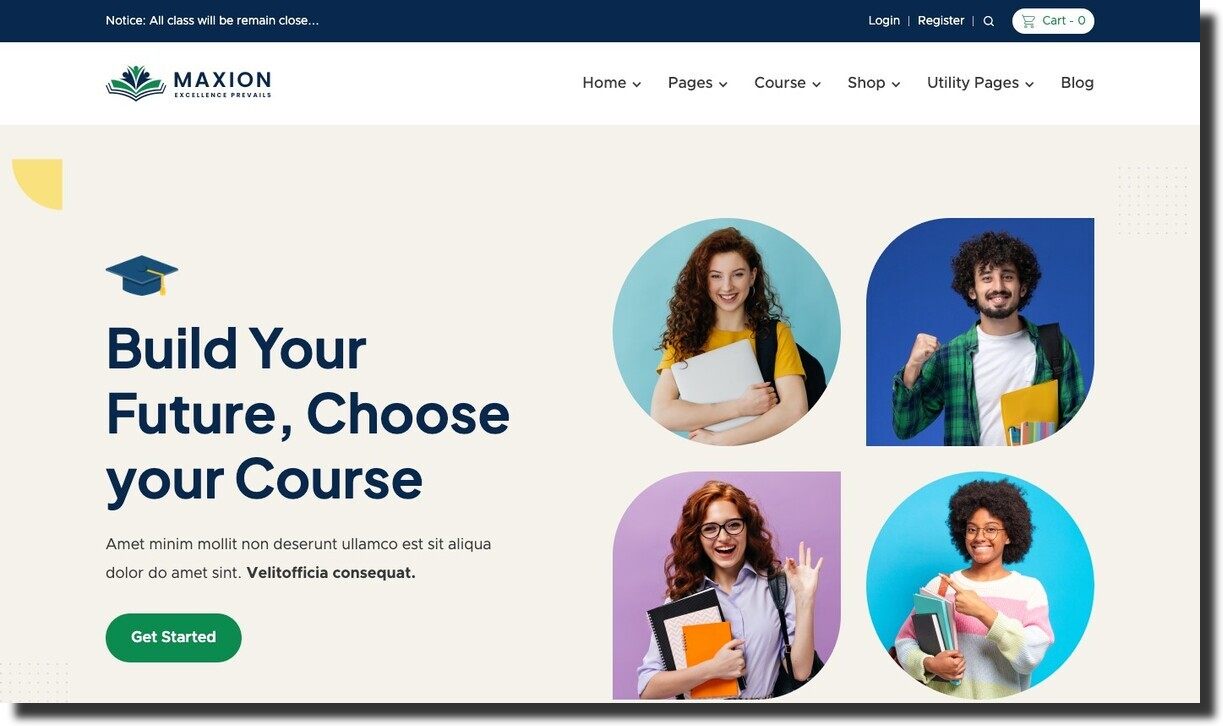 Notice: All class will be remain close...
Login | Register |
Cart - 0
MAXION
EXCELLENCE PREVAILS
Home
Pages
Course
Shop
Utility Pages
Blog
Build Your
Future, Choose
your Course
Amet minim mollit non deserunt ullamco est sit aliqua
dolor do amet sint. Velitofficia consequat.
Get Started